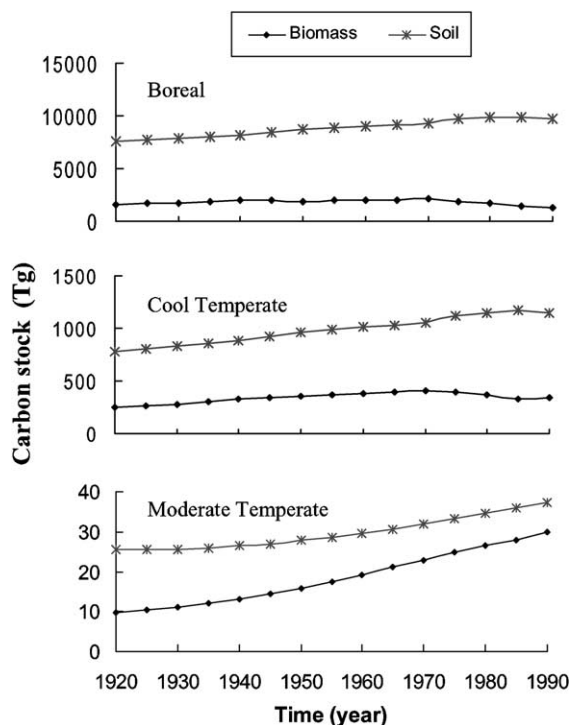 Biomass Soil
15000
Boreal
10000
5000
0
Carbon stock (Tg)
1500
Cool Temperate
1000
500
0
40
Moderate Temperate
30
20
10
0
1920 1930 1940 1950 1960 1970 1980 1990
Time (year)